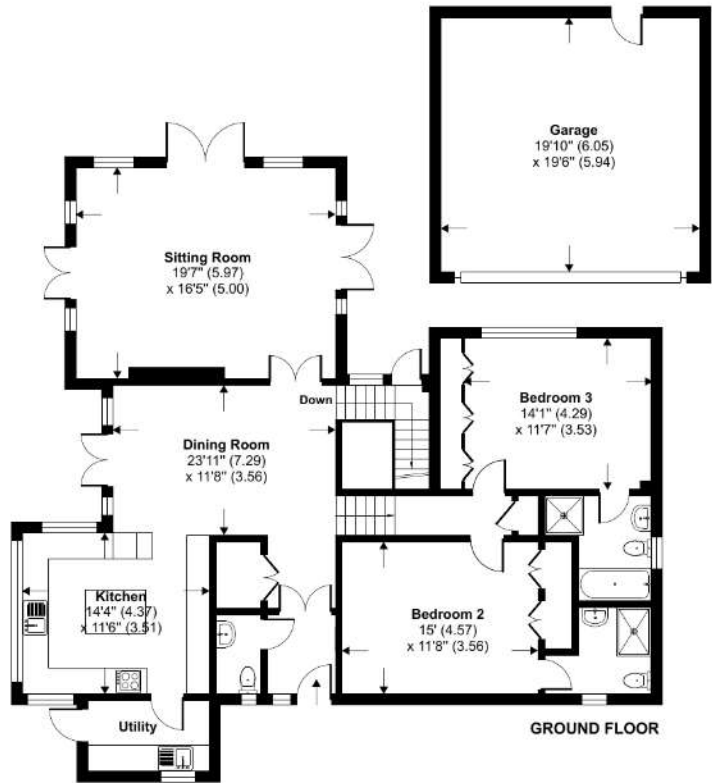 Garage
19'10" (6.05)
x 19'6" (5.94)
Sitting Room
19'7" (5.97)
x 16'5" (5.00)
Down
Bedroom 3
14'1" (4.29)
x 11'7" (3.53)
Dining Room
23'11" (7.29)
x 11'8" (3.56)
Kitchen
14'4" (4.37)
x 11'6" (3.51)
Bedroom 2
15' (4.57)
x 11'8" (3.56)
Utility
GROUND FLOOR